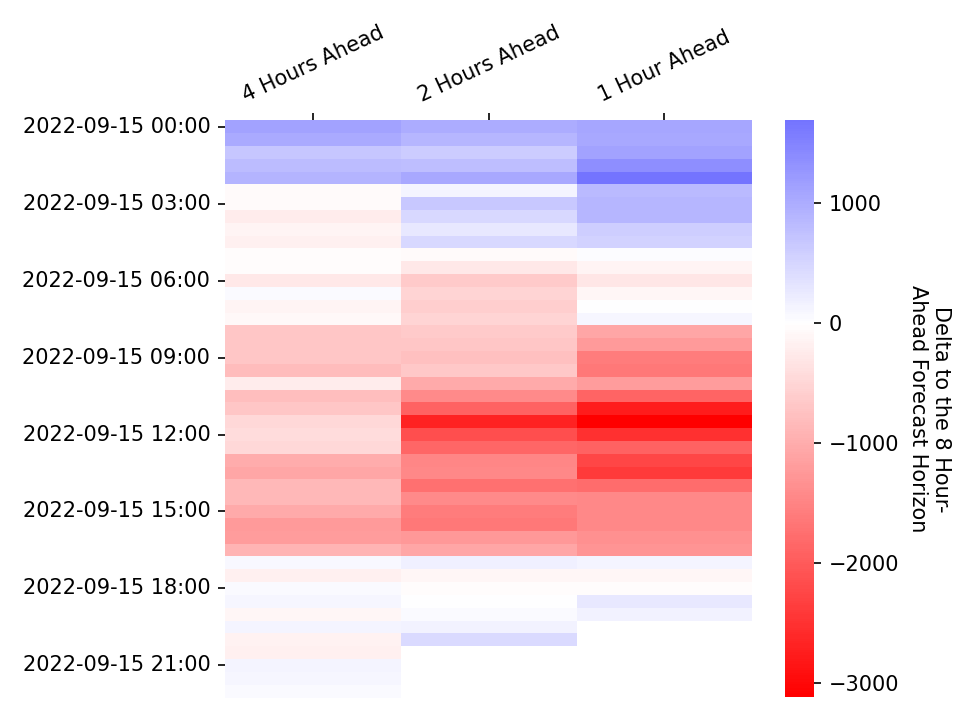 4 Hours Ahead
2 Hours Ahead
1 Hour Ahead
2022-09-15 00:00
2022-09-15 03:00
2022-09-15 06:00
2022-09-15 09:00
2022-09-15 12:00
2022-09-15 15:00
2022-09-15 18:00
2022-09-15 21:00
1000
0
−1000
−2000
−3000
Delta to the 8 Hour-
Ahead Forecast Horizon